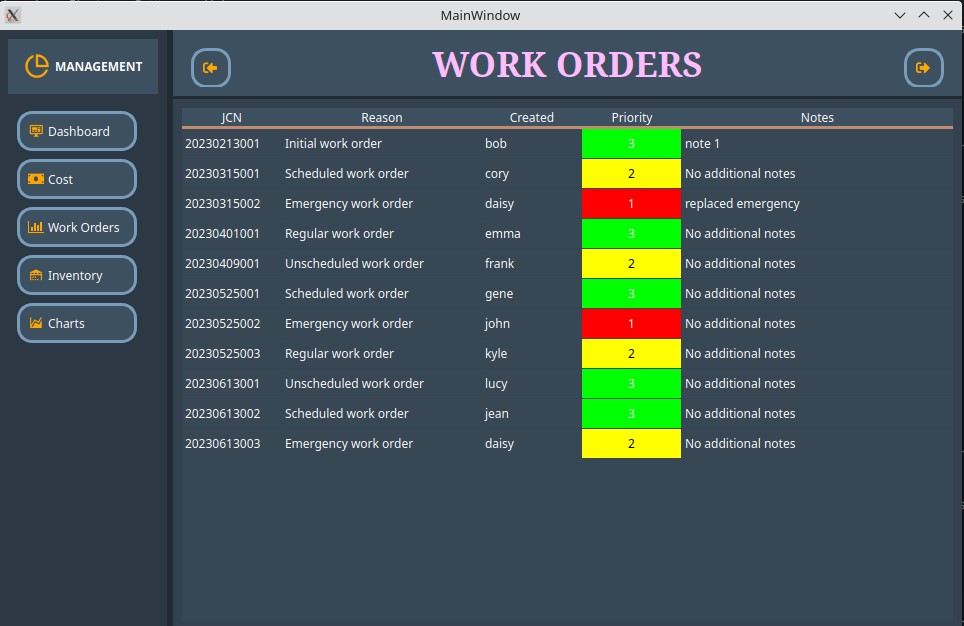 MainWindow
MANAGEMENT
Dashboard
Cost
Work Orders
Inventory
Charts
WORK ORDERS
JCN Reason Created Priority Notes
20230213001 Initial work order bob 3 note 1
20230315001 Scheduled work order cory 2 No additional notes
20230315002 Emergency work order daisy 1 replaced emergency
20230401001 Regular work order emma 3 No additional notes
20230409001 Unscheduled work order frank 2 No additional notes
20230525001 Scheduled work order gene 3 No additional notes
20230525002 Emergency work order john 1 No additional notes
20230525003 Regular work order kyle 2 No additional notes
20230613001 Unscheduled work order lucy 3 No additional notes
20230613002 Scheduled work order jean 3 No additional notes
20230613003 Emergency work order daisy 2 No additional notes